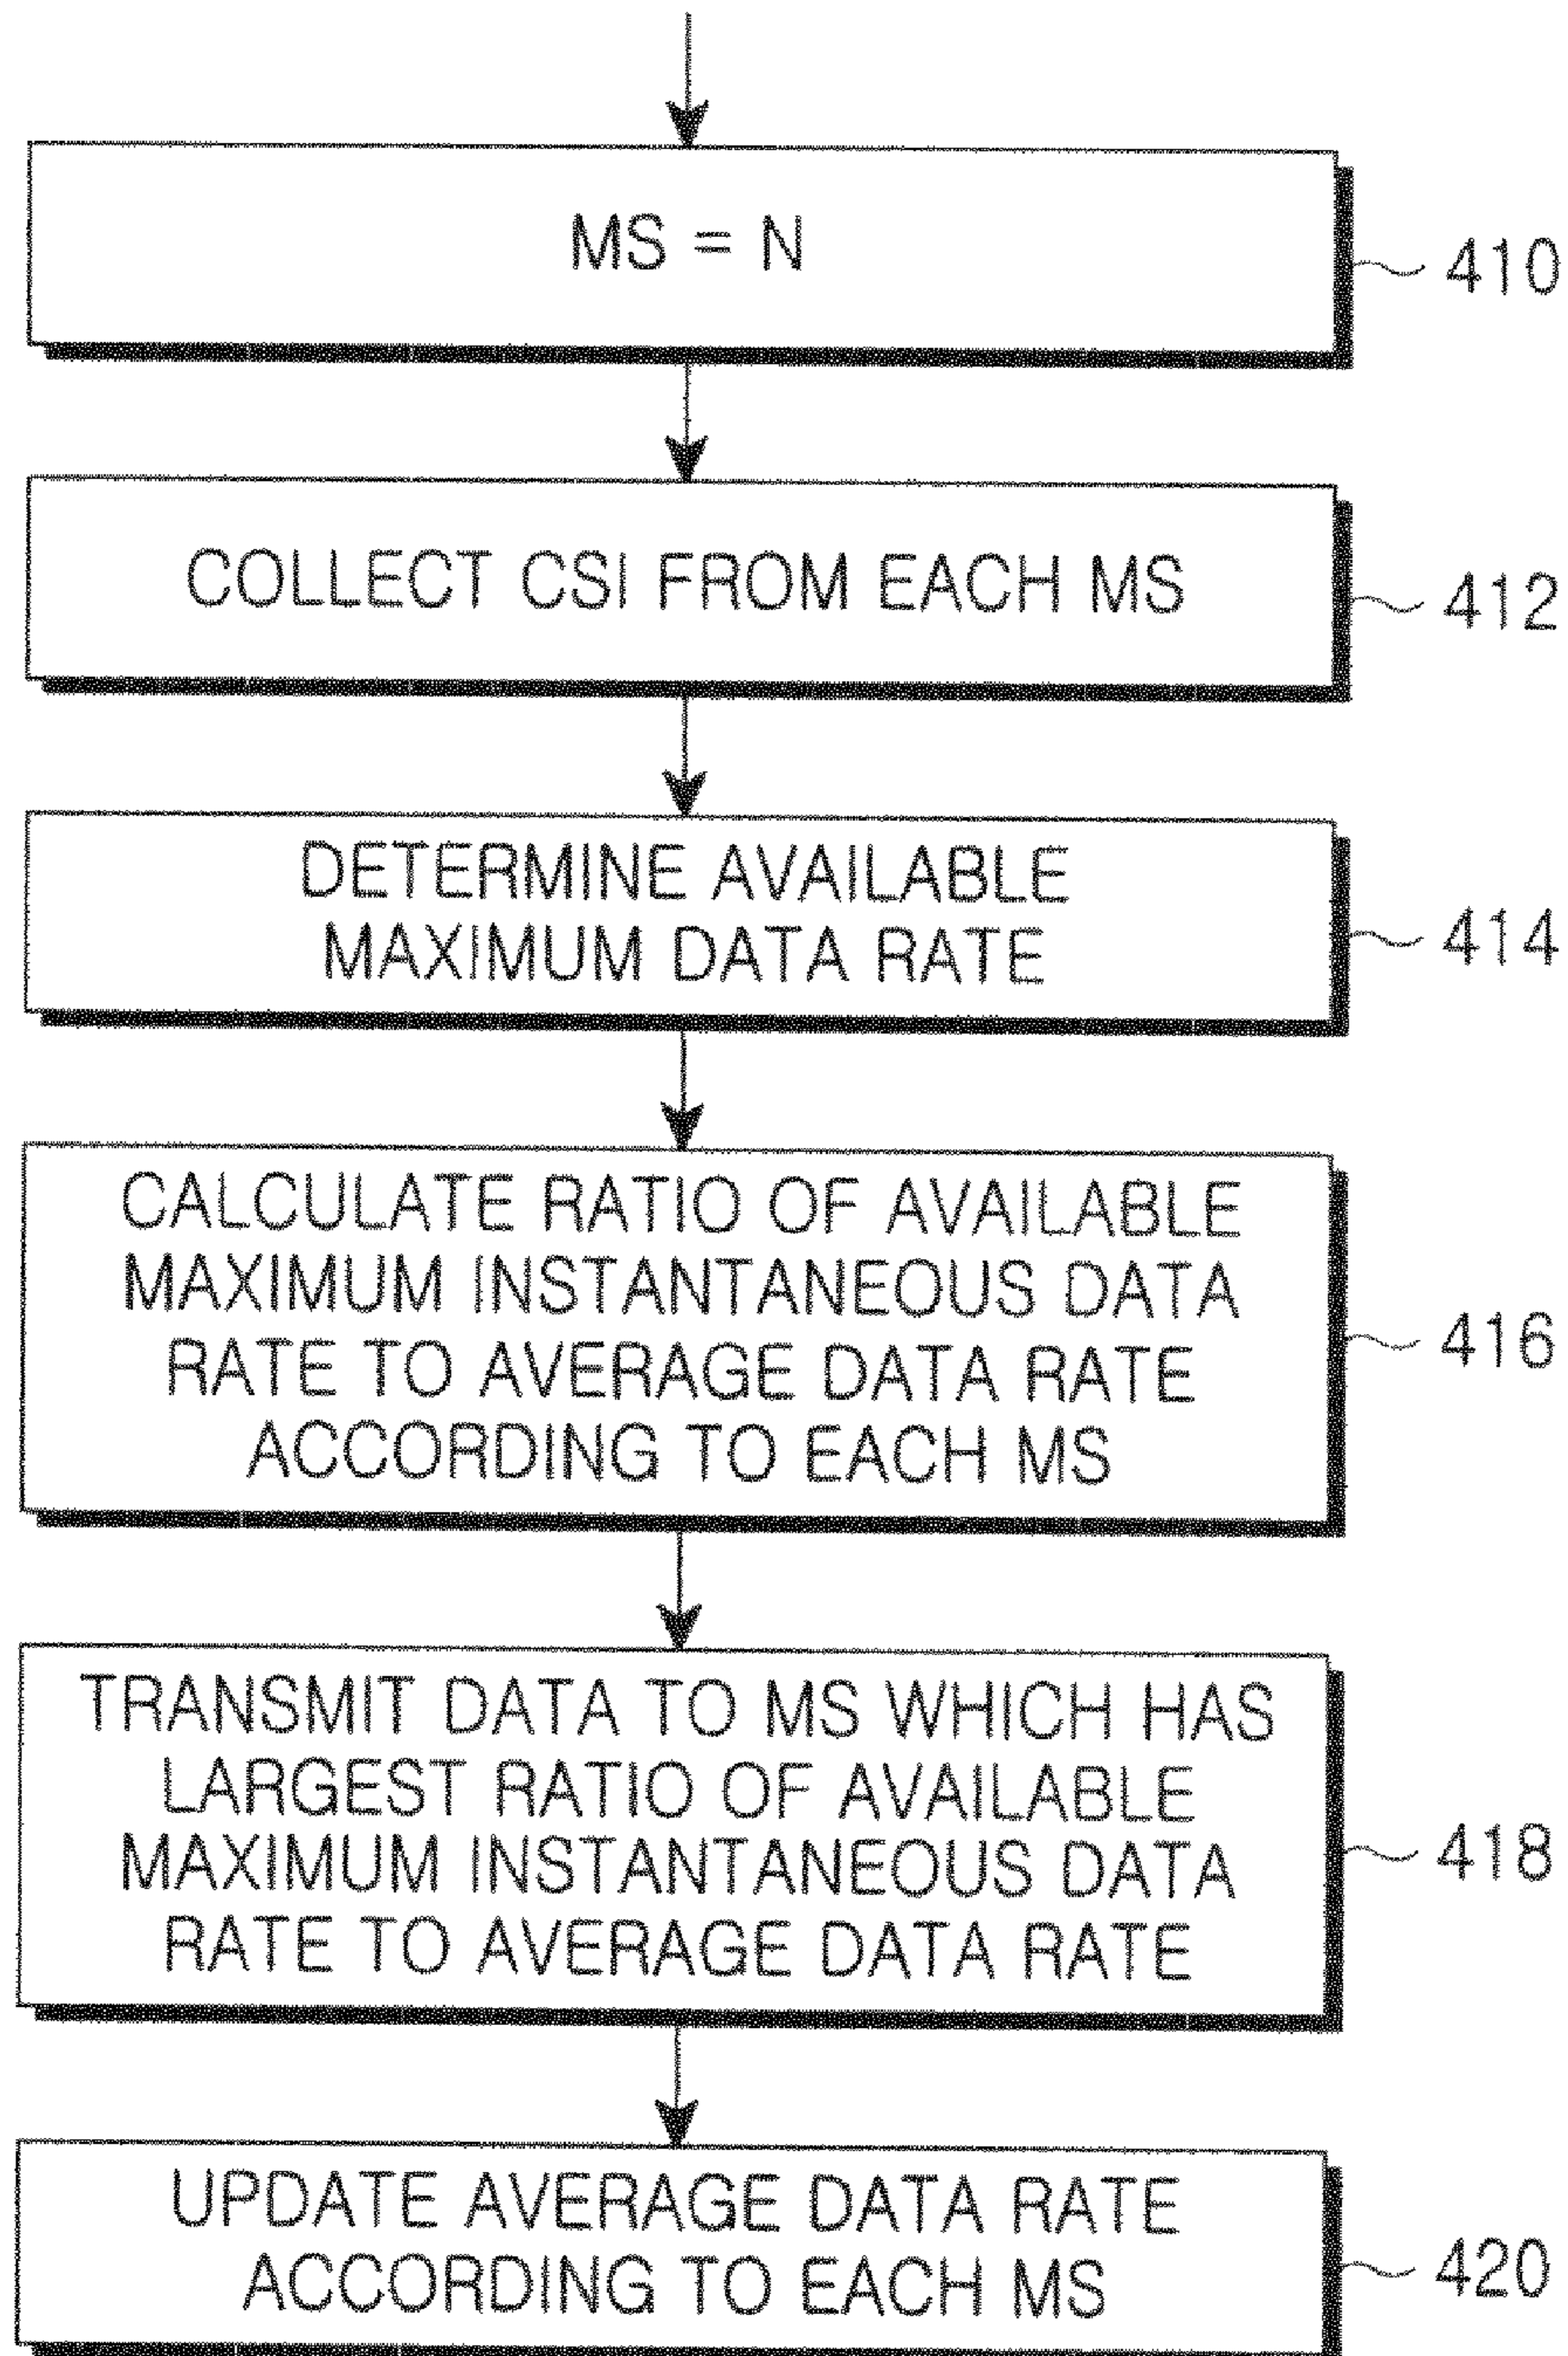 MS = N
410
COLLECT CSI FROM EACH MS
412
DETERMINE AVAILABLE
MAXIMUM DATA RATE
414
CALCULATE RATIO OF AVAILABLE
MAXIMUM INSTANTANEOUS DATA
RATE TO AVERAGE DATA RATE
ACCORDING TO EACH MS
416
TRANSMIT DATA TO MS WHICH HAS
LARGEST RATIO OF AVAILABLE
MAXIMUM INSTANTANEOUS DATA
RATE TO AVERAGE DATA RATE
418
UPDATE AVERAGE DATA RATE
ACCORDING TO EACH MS
420